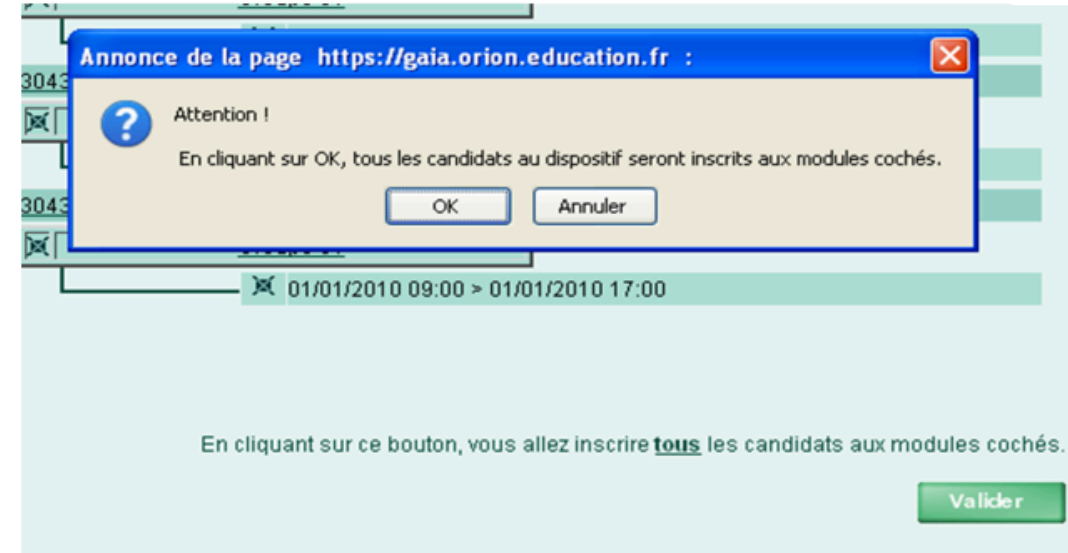 Annonce de la page https://gaia.orion.education.fr :
3043
Attention !
En cliquant sur OK, tous les candidats au dispositif seront inscrits aux modules cochés.
OK Annuler
3043
01/01/2010 09:00 > 01/01/2010 17:00
En cliquant sur ce bouton, vous allez inscrire tous les candidats aux modules cochés.
Valider